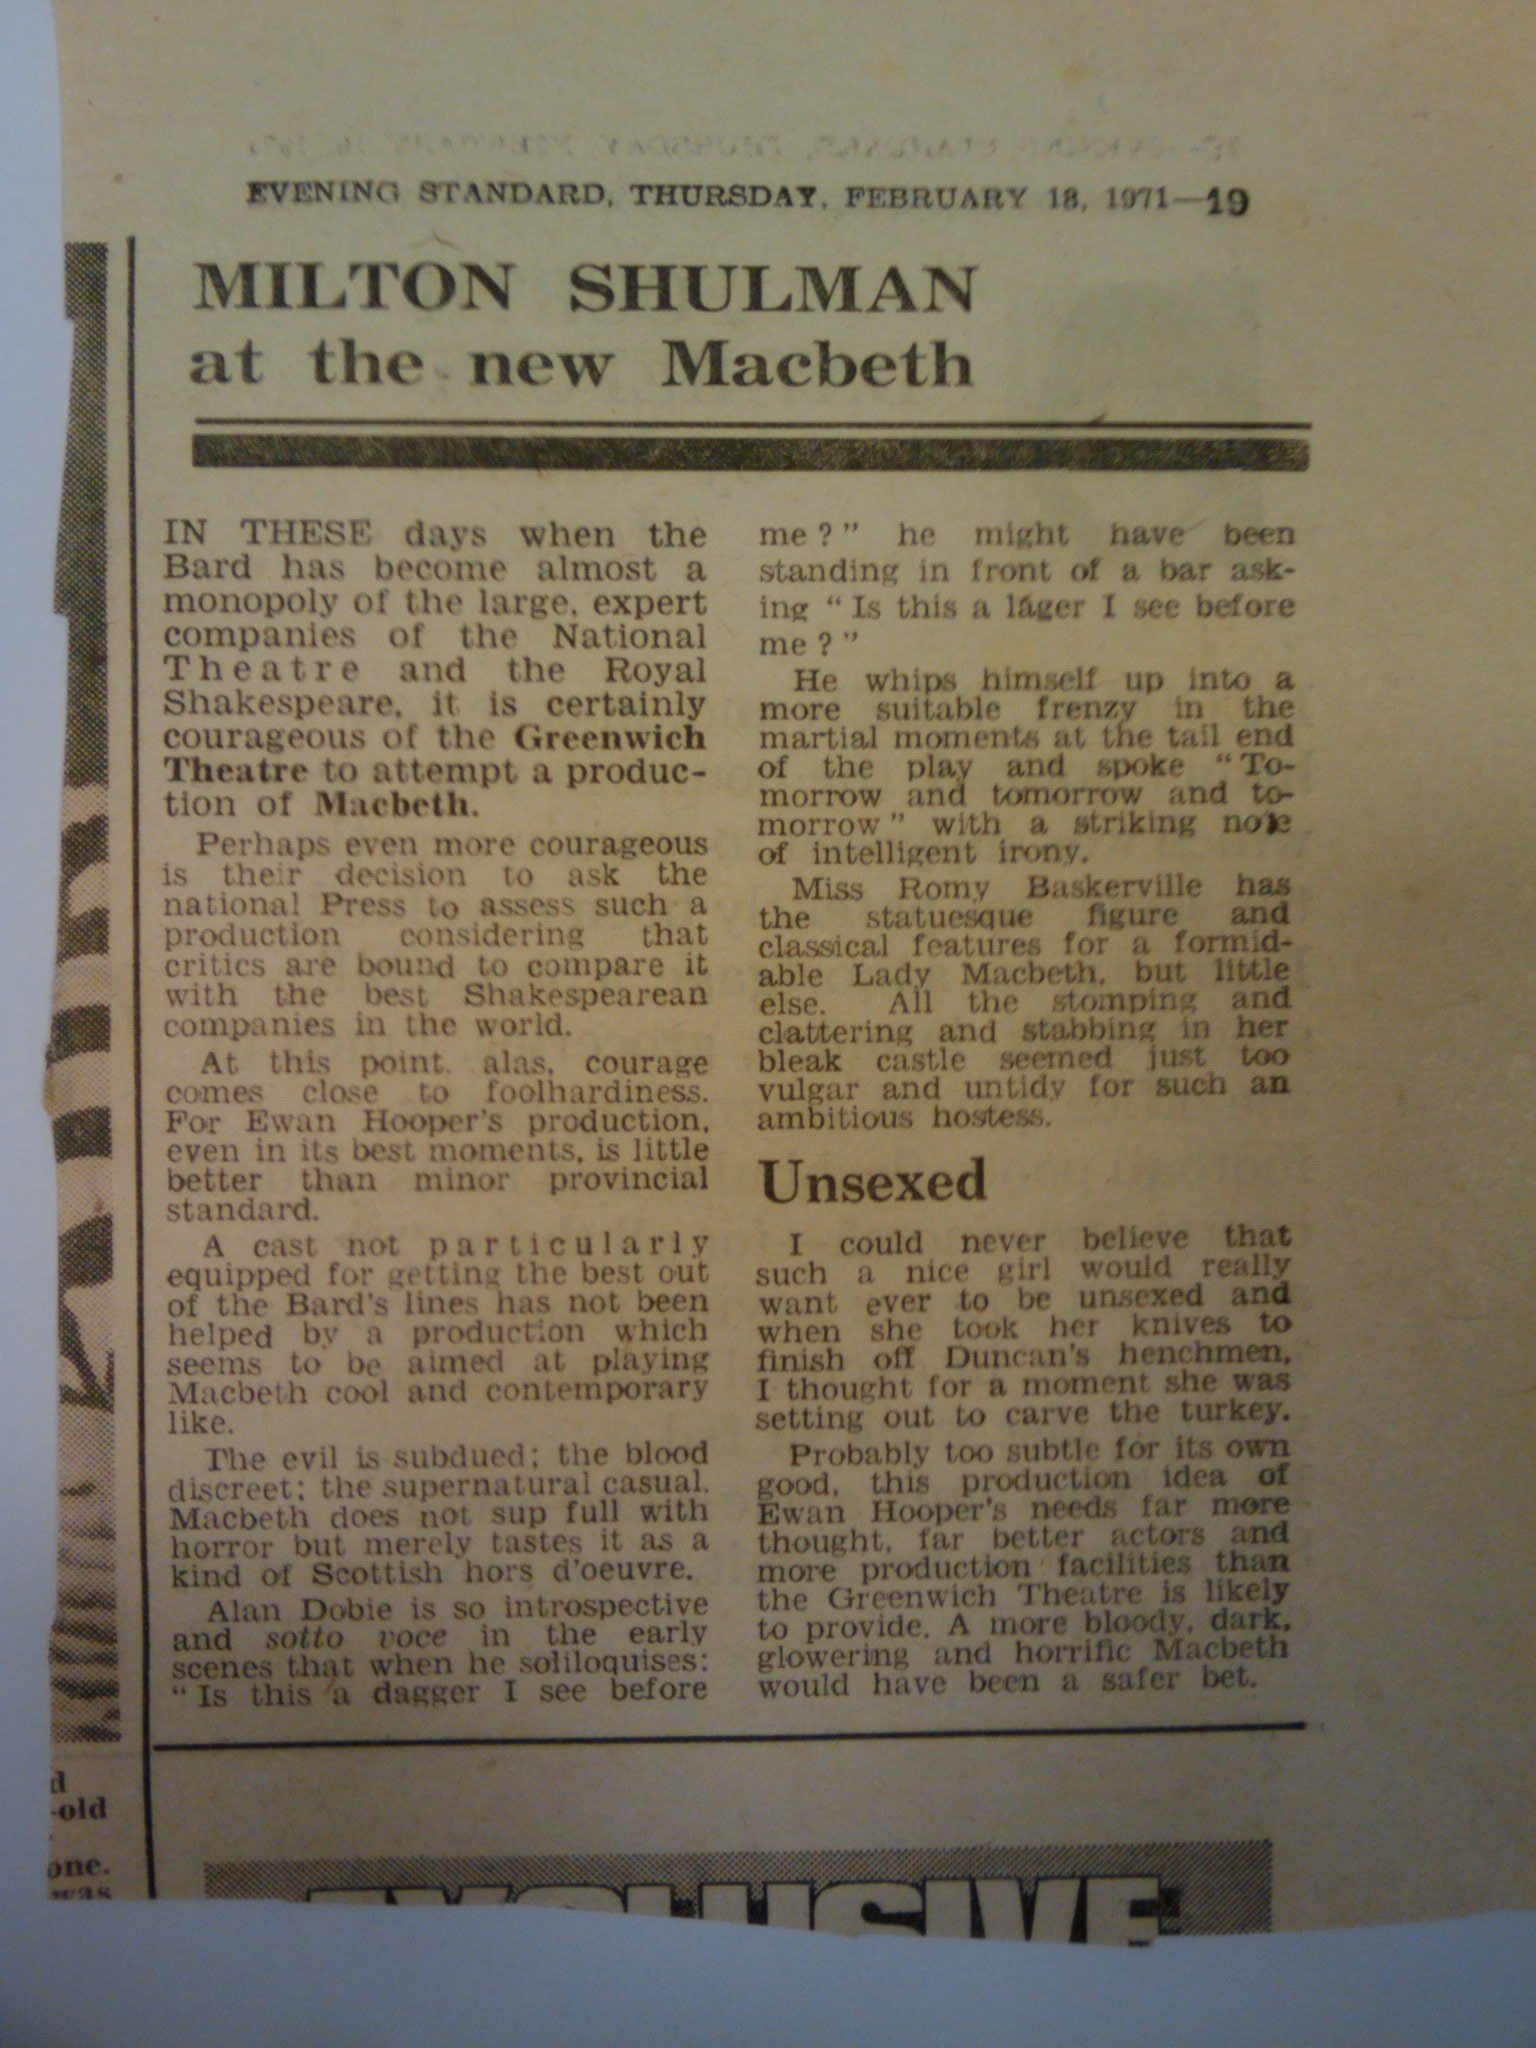 EVENING STANDARD, THURSDAY, FEBRUARY 18, 1971—19
MILTON SHULMAN
at the new Macbeth
IN THESE days when the
Bard has become almost a
monopoly of the large, expert
companies of the National
Theatre and the Royal
Shakespeare, it is certainly
courageous of the Greenwich
Theatre to attempt a produc-
tion of Macbeth.
Perhaps even more courageous
is their decision to ask the
national Press to assess such a
production considering that
critics are bound to compare it
with the best Shakespearean
companies in the world.
At this point, alas, courage
comes close to foolhardiness.
For Ewan Hooper's production,
even in its best moments, is little
better than minor provincial
standard.
A cast not particularly
equipped for getting the best out
of the Bard's lines has not been
helped by a production which
seems to be aimed at playing
Macbeth cool and contemporary
like.
The evil is subdued; the blood
discreet; the supernatural casual.
Macbeth does not sup full with
horror but merely tastes it as a
kind of Scottish hors d'oeuvre.
Alan Dobie is so introspective
and sotto voce in the early
scenes that when he soliloquises:
"Is this a dagger I see before
me?" he might have been
standing in front of a bar ask-
ing "Is this a lager I see before
me?"
He whips himself up into a
more suitable frenzy in the
martial moments at the tail end
of the play and spoke "To-
morrow and tomorrow and to-
morrow" with a striking note
of intelligent irony.
Miss Romy Baskerville has
the statuesque figure and
classical features for a formid-
able Lady Macbeth, but little
else. All the stomping and
clattering and stabbing in her
bleak castle seemed just too
vulgar and untidy for such an
ambitious hostess.
Unsexed
I could never believe that
such a nice girl would really
want ever to be unsexed and
when she took her knives to
finish off Duncan's henchmen,
I thought for a moment she was
setting out to carve the turkey.
Probably too subtle for its own
good, this production idea of
Ewan Hooper's needs far more
thought, far better actors and
more production facilities than
the Greenwich Theatre is likely
to provide. A more bloody, dark,
glowering and horrific Macbeth
would have been a safer bet.
d
-old
one.
was
EXCLUSIVE